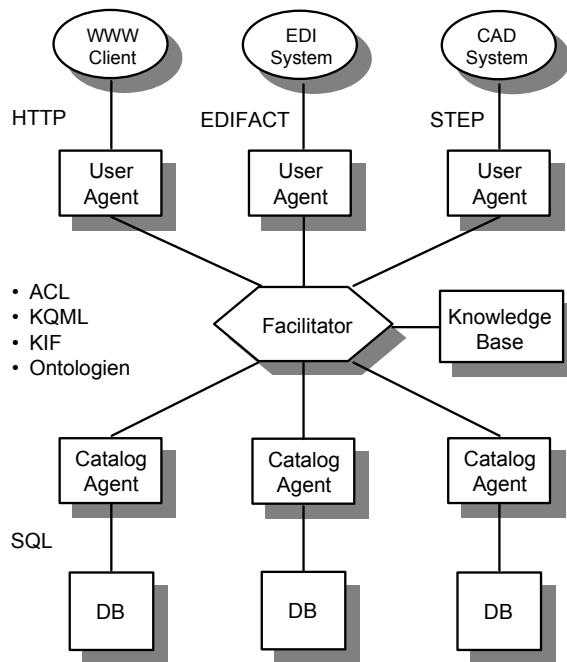 WWW
Client
EDI
System
CAD
System
HTTP
EDIFACT
STEP
User
Agent
User
Agent
User
Agent
• ACL
• KQML
• KIF
• Ontologien
Facilitator
Knowledge
Base
Catalog
Agent
Catalog
Agent
Catalog
Agent
SQL
DB
DB
DB